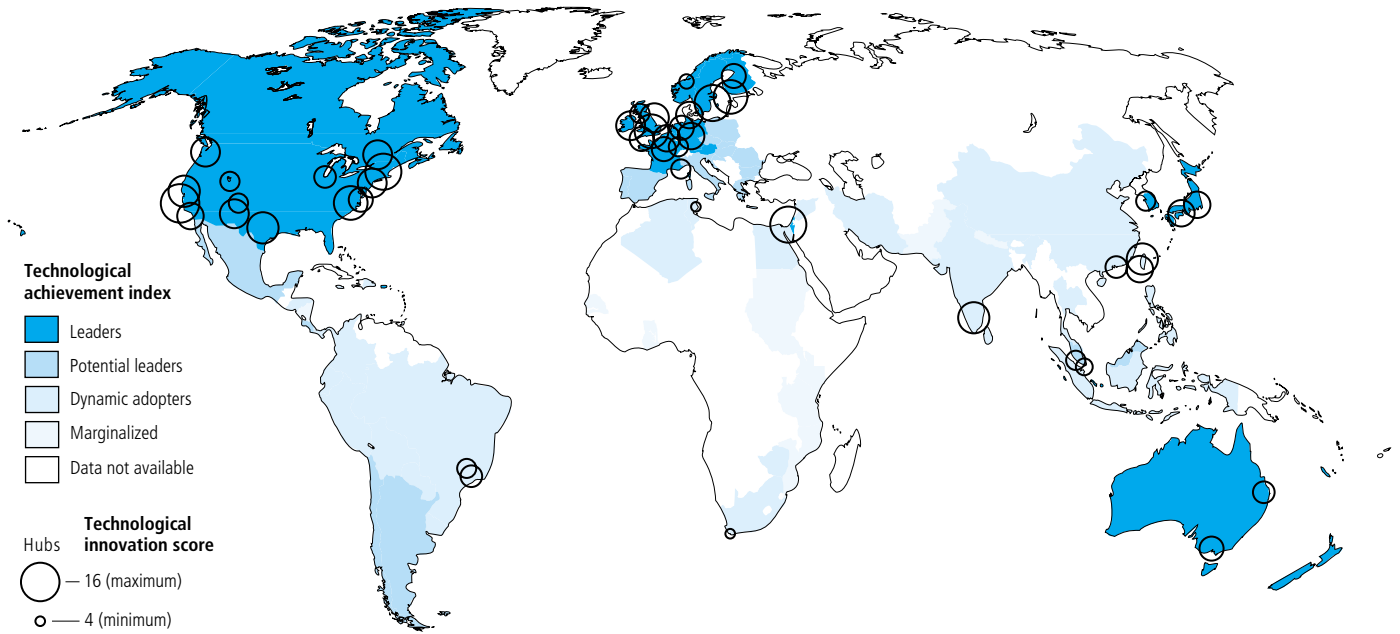 Technological
achievement index
Leaders
Potential leaders
Dynamic adopters
Marginalized
Data not available
Technological
Hubs innovation score
16 (maximum)
4 (minimum)